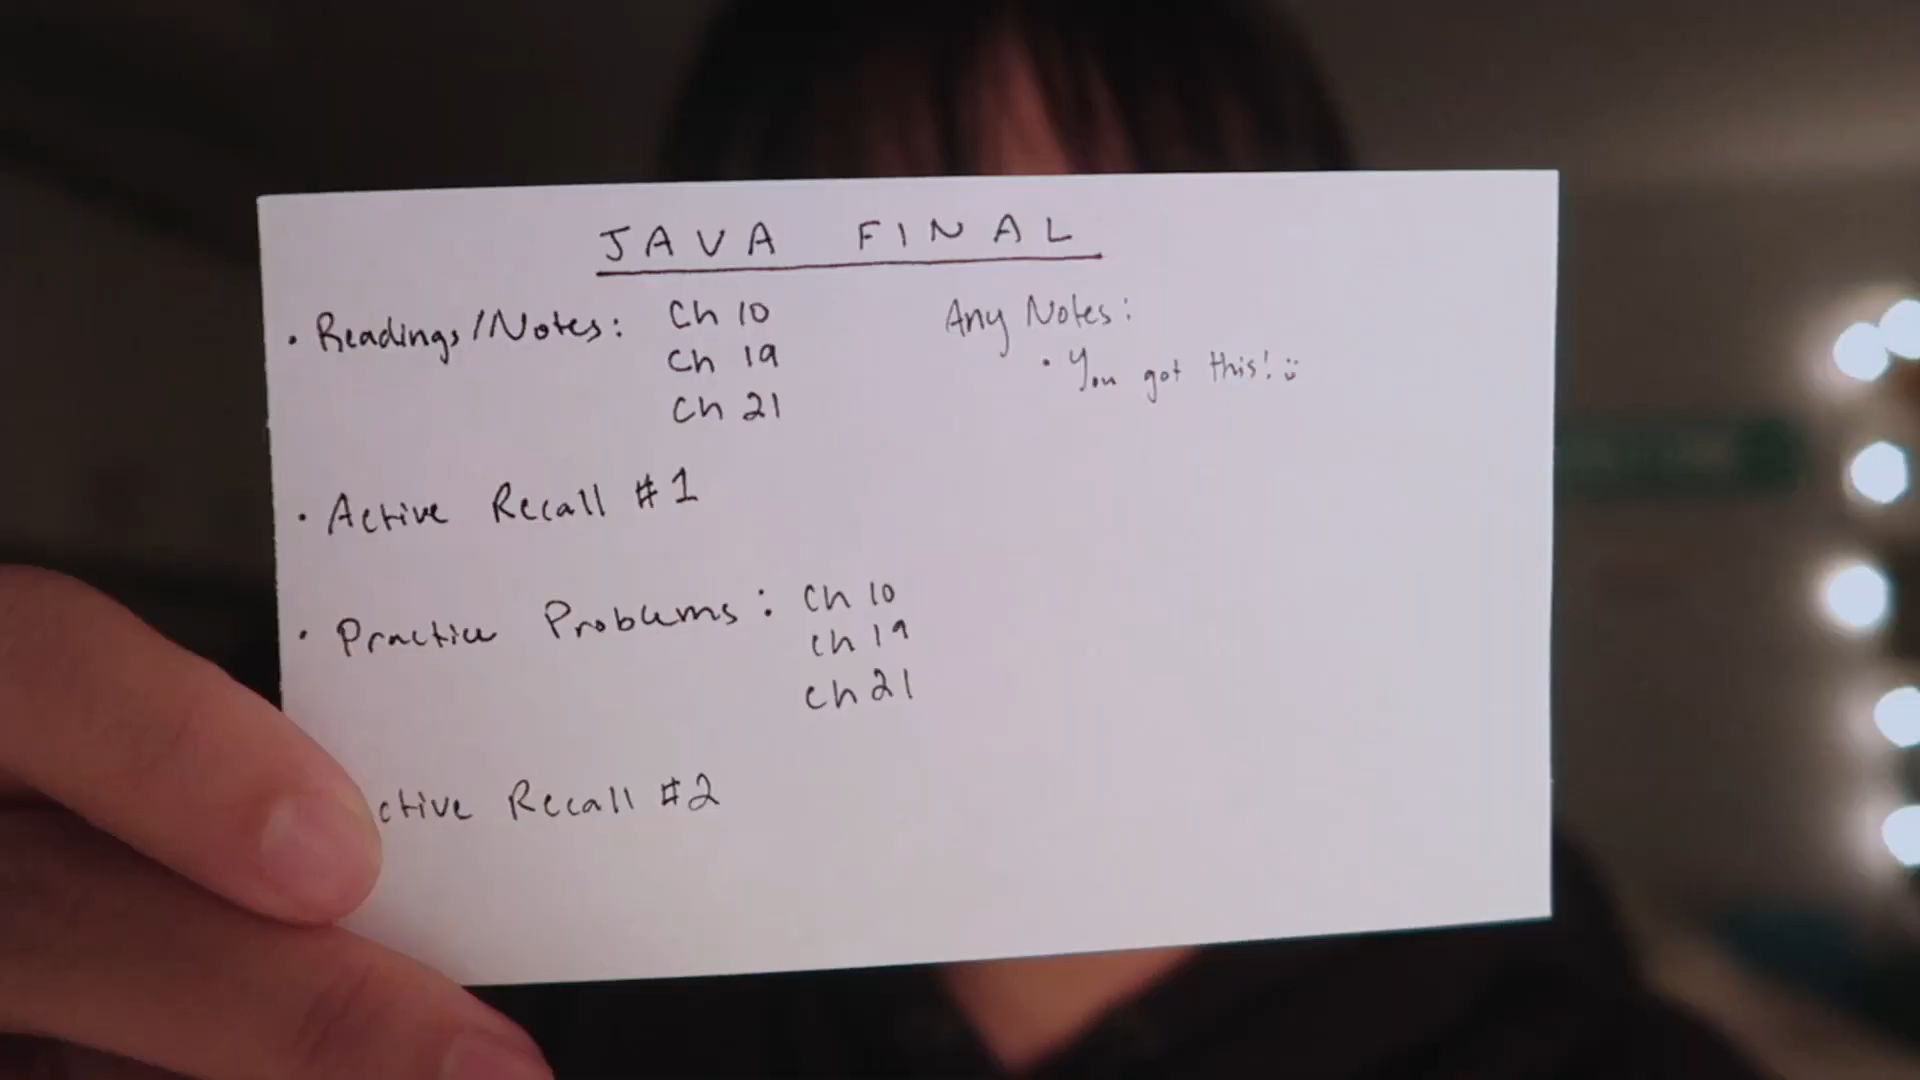 JAVA FINAL
• Readings/Notes: Ch 10
Ch 19
Ch 21
Any Notes:
• You got this! :)
• Active Recall #1
• Practice Problems: Ch 10
Ch 19
Ch 21
ctive Recall #2